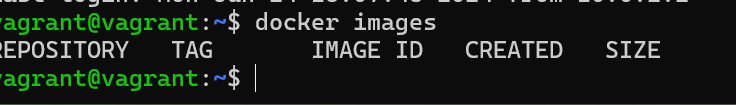 vagrant@vagrant:~$ docker images
REPOSITORY TAG IMAGE ID CREATED SIZE
vagrant@vagrant:~$